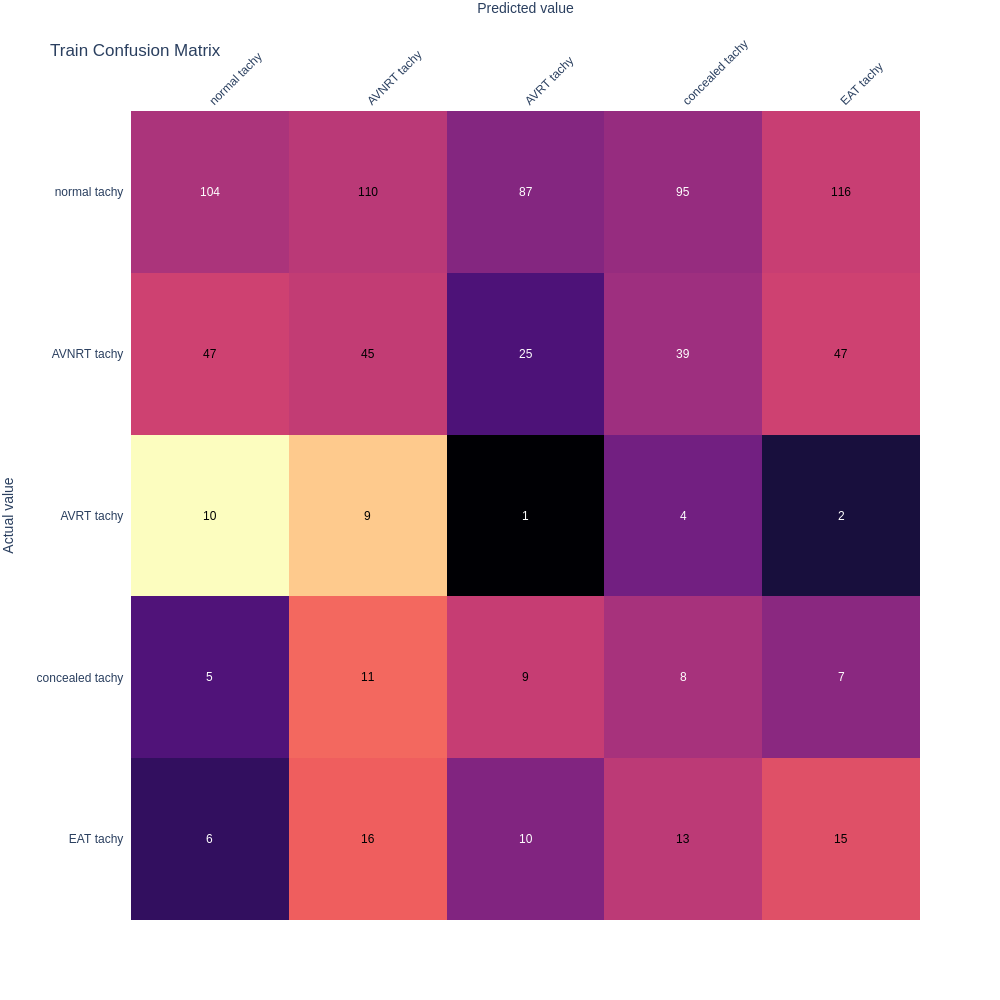 Predicted value
Train Confusion Matrix
normal tachy
AVNRT tachy
AVRT tachy
concealed tachy
EAT tachy
Actual value
normal tachy 104 110 87 95 116
AVNRT tachy 47 45 25 39 47
AVRT tachy 10 9 1 4 2
concealed tachy 5 11 9 8 7
EAT tachy 6 16 10 13 15